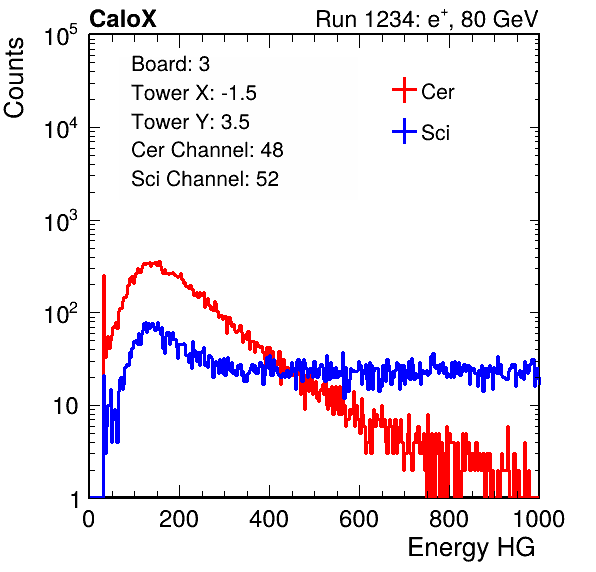 CaloX Run 1234: e⁺, 80 GeV
Counts
Board: 3
Tower X: -1.5
Tower Y: 3.5
Cer Channel: 48
Sci Channel: 52
Cer
Sci
10⁵
10⁴
10³
10²
10
1
0 200 400 600 800 1000
Energy HG